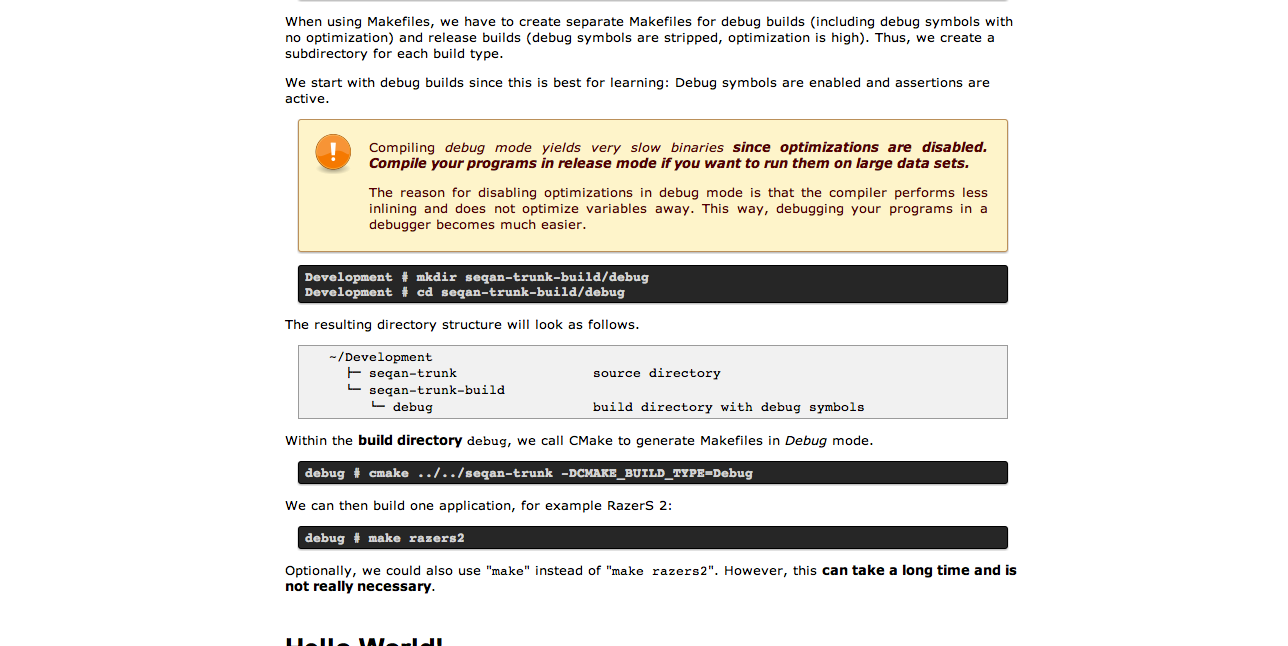 When using Makefiles, we have to create separate Makefiles for debug builds (including debug symbols with
no optimization) and release builds (debug symbols are stripped, optimization is high). Thus, we create a
subdirectory for each build type.
We start with debug builds since this is best for learning: Debug symbols are enabled and assertions are
active.
Compiling debug mode yields very slow binaries since optimizations are disabled.
Compile your programs in release mode if you want to run them on large data sets.
The reason for disabling optimizations in debug mode is that the compiler performs less
inlining and does not optimize variables away. This way, debugging your programs in a
debugger becomes much easier.
Development # mkdir seqan-trunk-build/debug
Development # cd seqan-trunk-build/debug
The resulting directory structure will look as follows.
~/Development
├─ seqan-trunk source directory
└─ seqan-trunk-build
└─ debug build directory with debug symbols
Within the build directory debug, we call CMake to generate Makefiles in Debug mode.
debug # cmake ../../seqan-trunk -DCMAKE_BUILD_TYPE=Debug
We can then build one application, for example RazerS 2:
debug # make razers2
Optionally, we could also use "make" instead of "make razers2". However, this can take a long time and is
not really necessary.
Hello World!